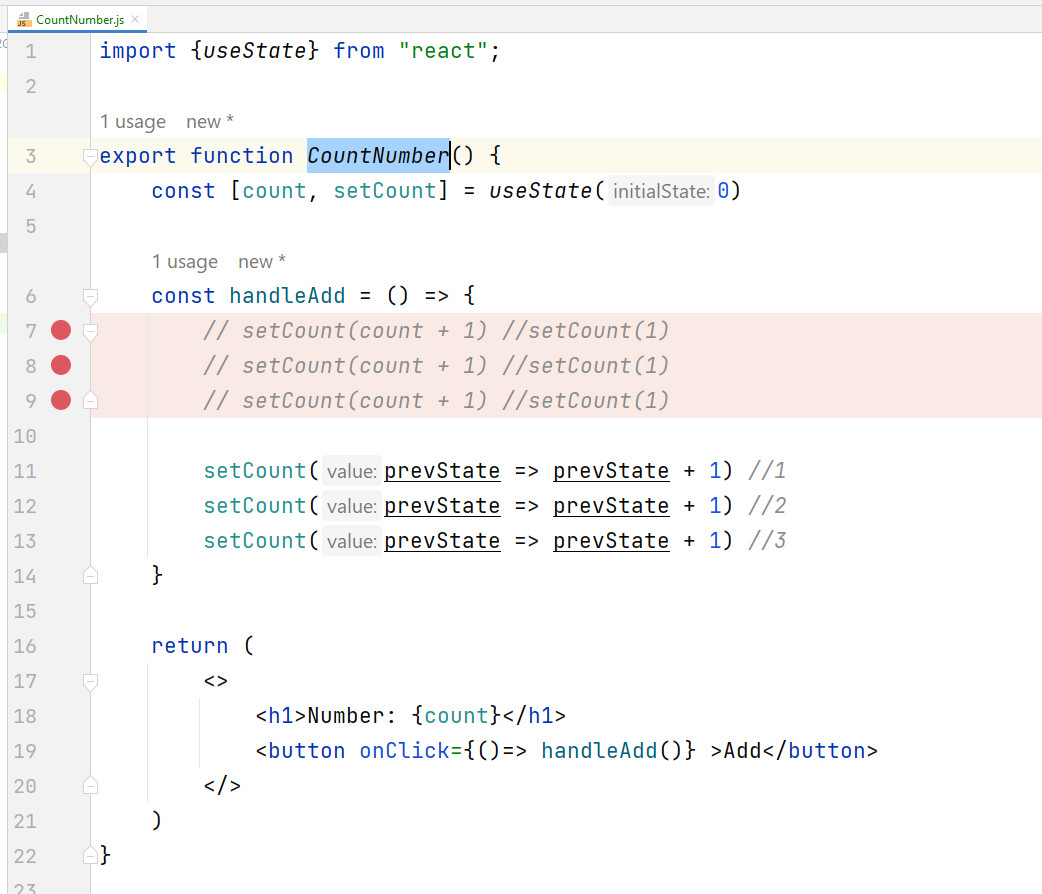 JS CountNumber.js ×
1 import {useState} from "react";
2
1 usage new *
3 export function CountNumber() {
4 const [count, setCount] = useState( initialState: 0)
5
1 usage new *
6 const handleAdd = () => {
7 // setCount(count + 1) //setCount(1)
8 // setCount(count + 1) //setCount(1)
9 // setCount(count + 1) //setCount(1)
10
11 setCount( value: prevState => prevState + 1) //1
12 setCount( value: prevState => prevState + 1) //2
13 setCount( value: prevState => prevState + 1) //3
14 }
15
16 return (
17 <>
18 <h1>Number: {count}</h1>
19 <button onClick={()=> handleAdd()} >Add</button>
20 </>
21 )
22 }
23